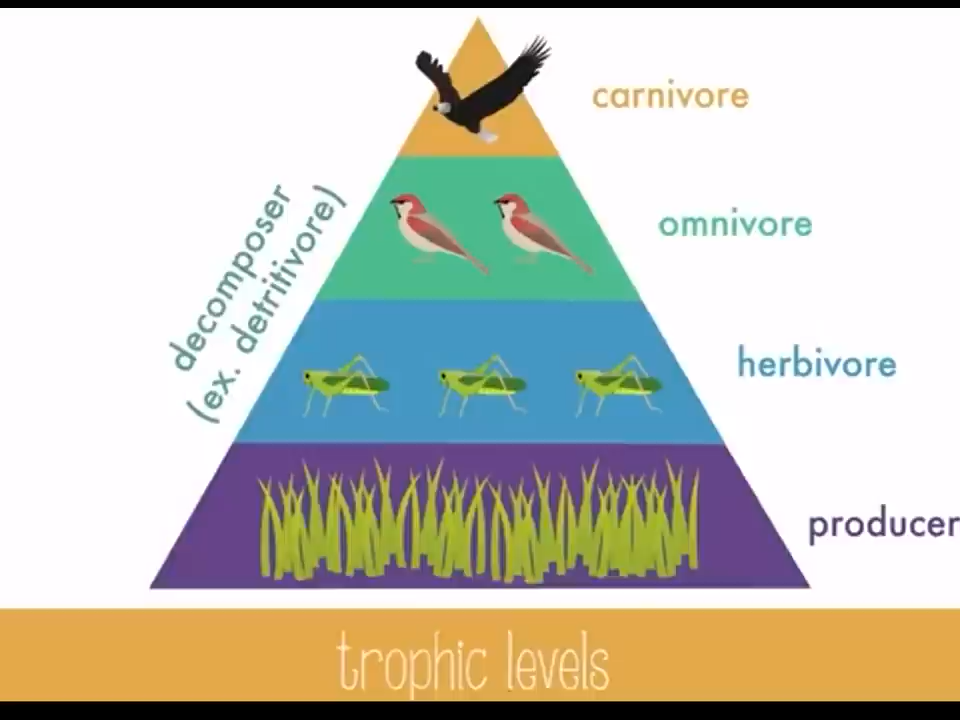 carnivore
omnivore
decomposer
(ex. detritivore)
herbivore
producer
trophic levels